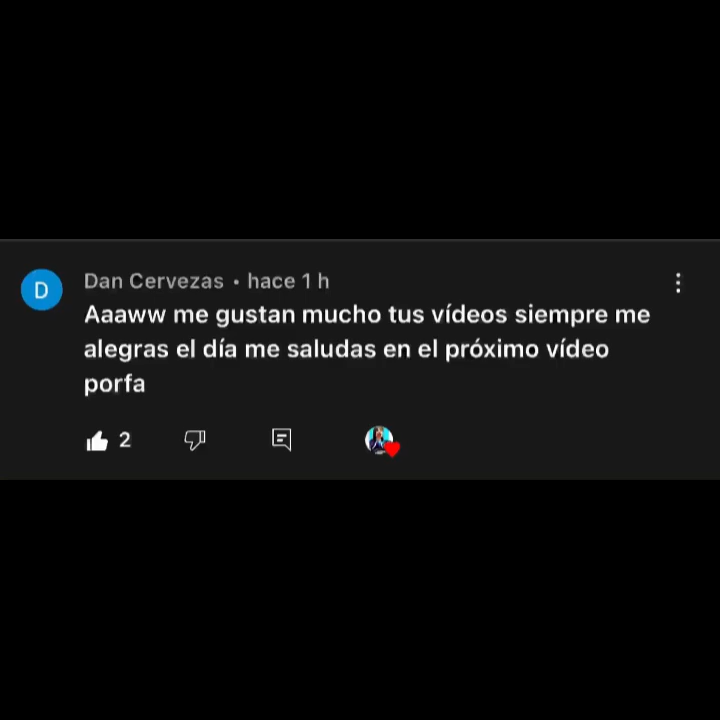 D
Dan Cervezas • hace 1 h
Aaaww me gustan mucho tus vídeos siempre me
alegras el día me saludas en el próximo vídeo
porfa
2